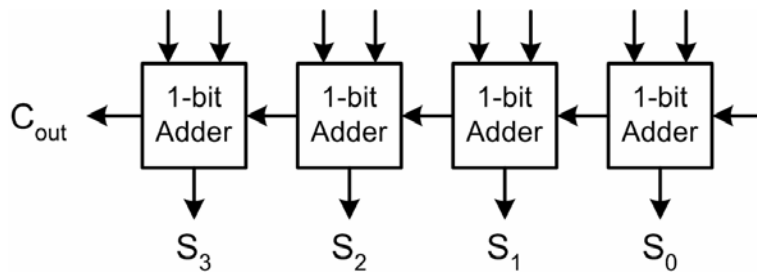 1-bit Adder 1-bit Adder 1-bit Adder 1-bit Adder
C_out
S_3 S_2 S_1 S_0